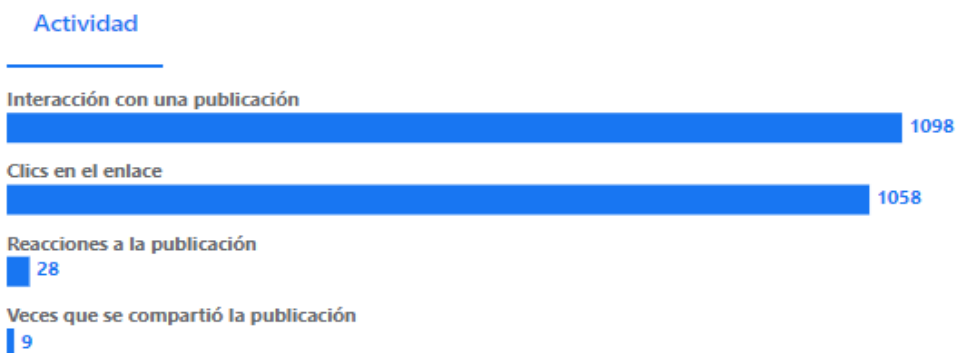 Actividad
Interacción con una publicación
1098
Clics en el enlace
1058
Reacciones a la publicación
28
Veces que se compartió la publicación
9